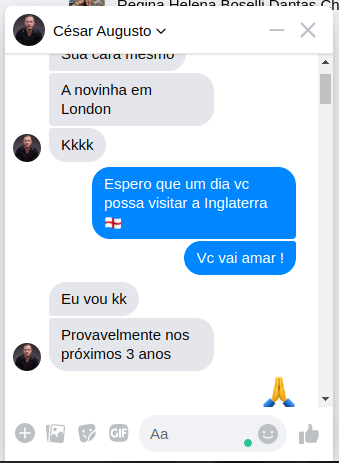 Regina Helena Boselli Dantas Ch
César Augusto
Sua cara mesmo
A novinha em
London
Kkkk
Espero que um dia vc
possa visitar a Inglaterra
🏴󠁧󠁢󠁥󠁮󠁧󠁿
Vc vai amar !
Eu vou kk
Provavelmente nos
próximos 3 anos
🙏
GIF
Aa